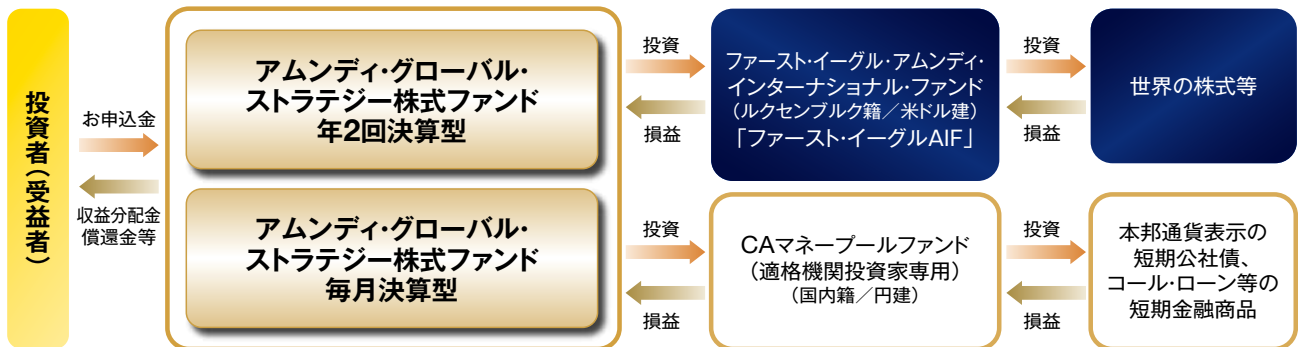 投資者（受益者）
お申込金
収益分配金
償還金等
アムンディ・グローバル・
ストラテジー株式ファンド
年2回決算型
アムンディ・グローバル・
ストラテジー株式ファンド
毎月決算型
投資
損益
ファースト・イーグル・アムンディ・
インターナショナル・ファンド
（ルクセンブルク籍／米ドル建）
「ファースト・イーグルAIF」
投資
損益
世界の株式等
投資
損益
CAマネープールファンド
（適格機関投資家専用）
（国内籍／円建）
投資
損益
本邦通貨表示の
短期公社債、
コール・ローン等の
短期金融商品